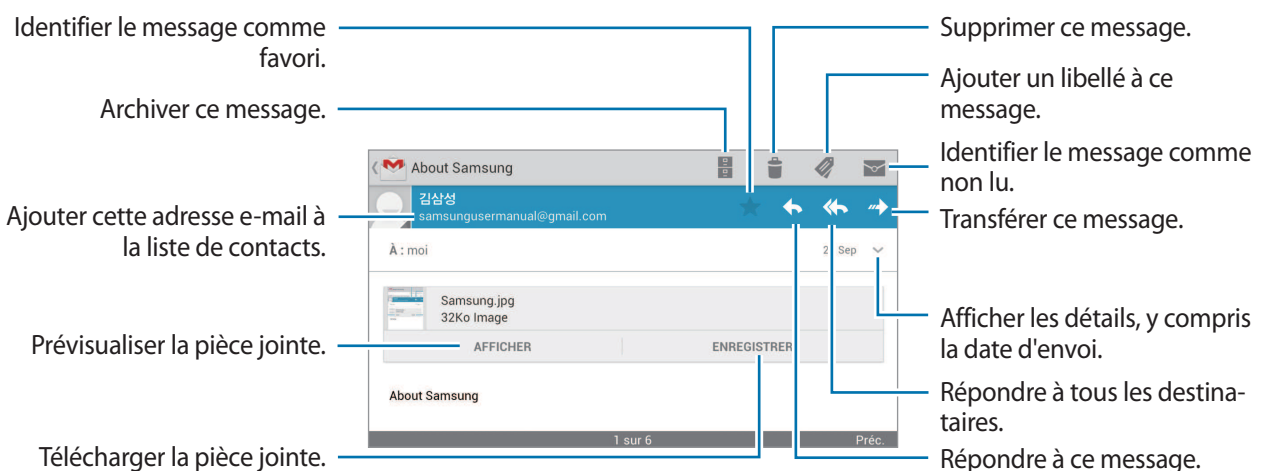 Identifier le message comme
favori.
Archiver ce message.
Ajouter cette adresse e-mail à
la liste de contacts.
Prévisualiser la pièce jointe.
Télécharger la pièce jointe.
About Samsung
김삼성
samsungusermanual@gmail.com
À : moi
2 Sep
Samsung.jpg
32Ko Image
AFFICHER
ENREGISTRER
About Samsung
1 sur 6
Préc.
Supprimer ce message.
Ajouter un libellé à ce
message.
Identifier le message comme
non lu.
Transférer ce message.
Afficher les détails, y compris
la date d'envoi.
Répondre à tous les destina-
taires.
Répondre à ce message.